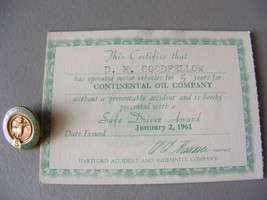 This Certifies that
D. M. GOODFELLOW
has operated motor vehicles for 5 years for
CONTINENTAL OIL COMPANY
without a preventable accident and is hereby
presented with a
Safe Driver Award
Date Issued January 2, 1961
HARTFORD ACCIDENT AND INDEMNITY COMPANY